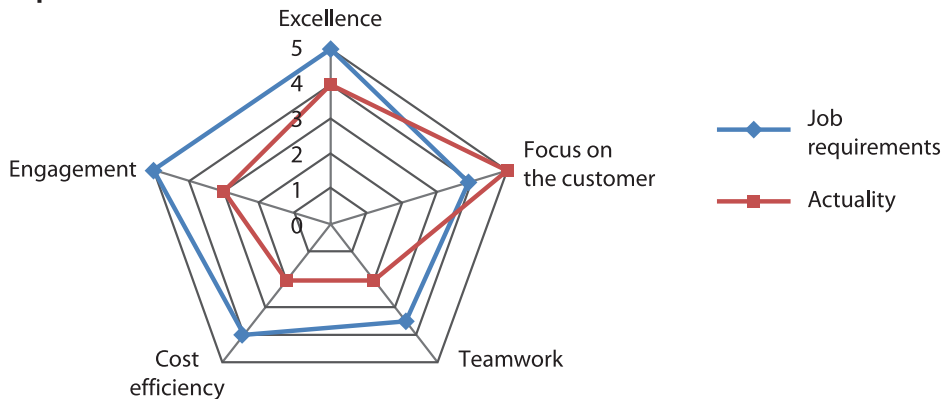 Excellence
5
4
3
2
1
0
Focus on
the customer
Engagement
Teamwork
Cost
efficiency
Job
requirements
Actuality